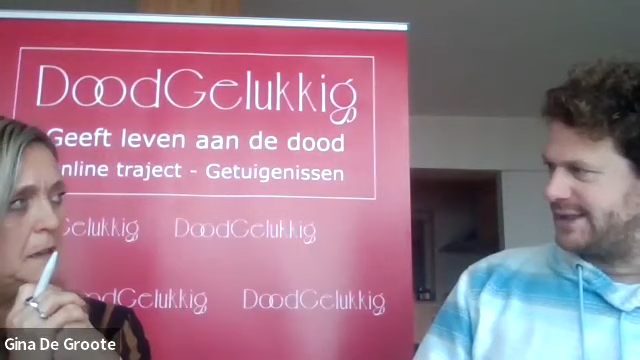 DoodGelukkig
Geeft leven aan de dood
nline traject - Getuigenissen
Gelukkig DoodGelukkig
odGelukkig DoodGelukkig
Gina De Groote